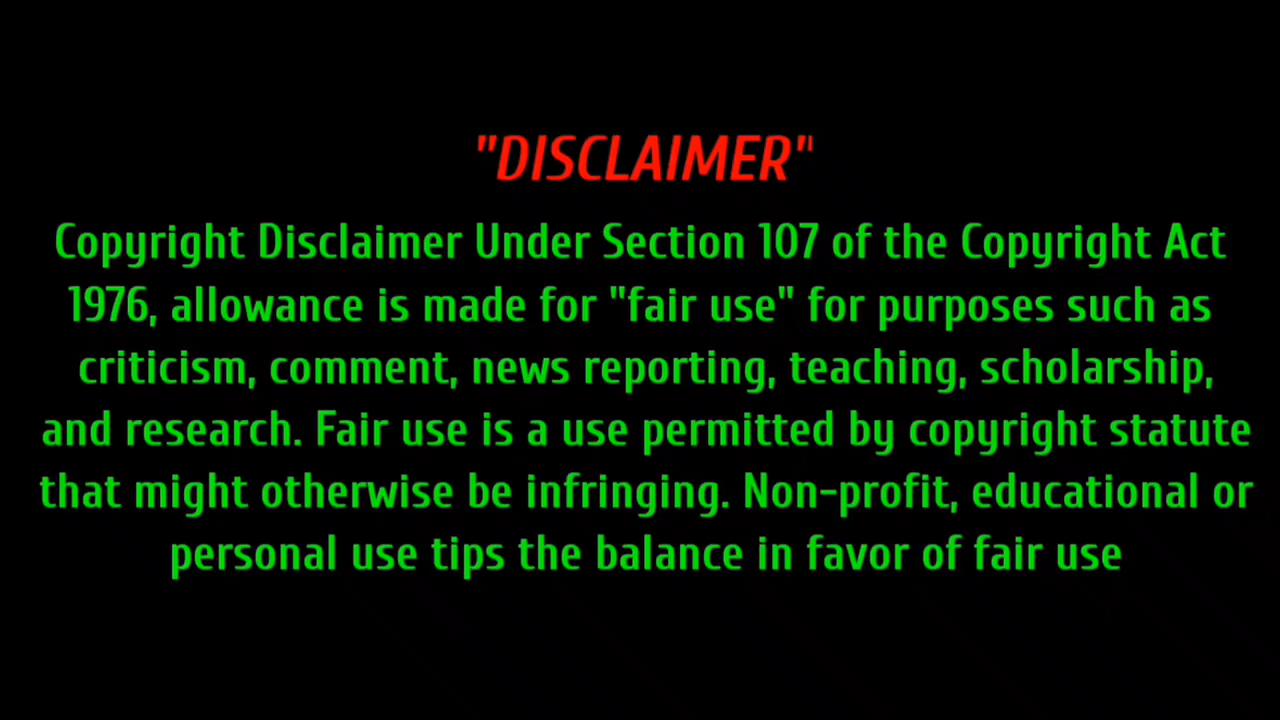 "DISCLAIMER"
Copyright Disclaimer Under Section 107 of the Copyright Act
1976, allowance is made for "fair use" for purposes such as
criticism, comment, news reporting, teaching, scholarship,
and research. Fair use is a use permitted by copyright statute
that might otherwise be infringing. Non-profit, educational or
personal use tips the balance in favor of fair use